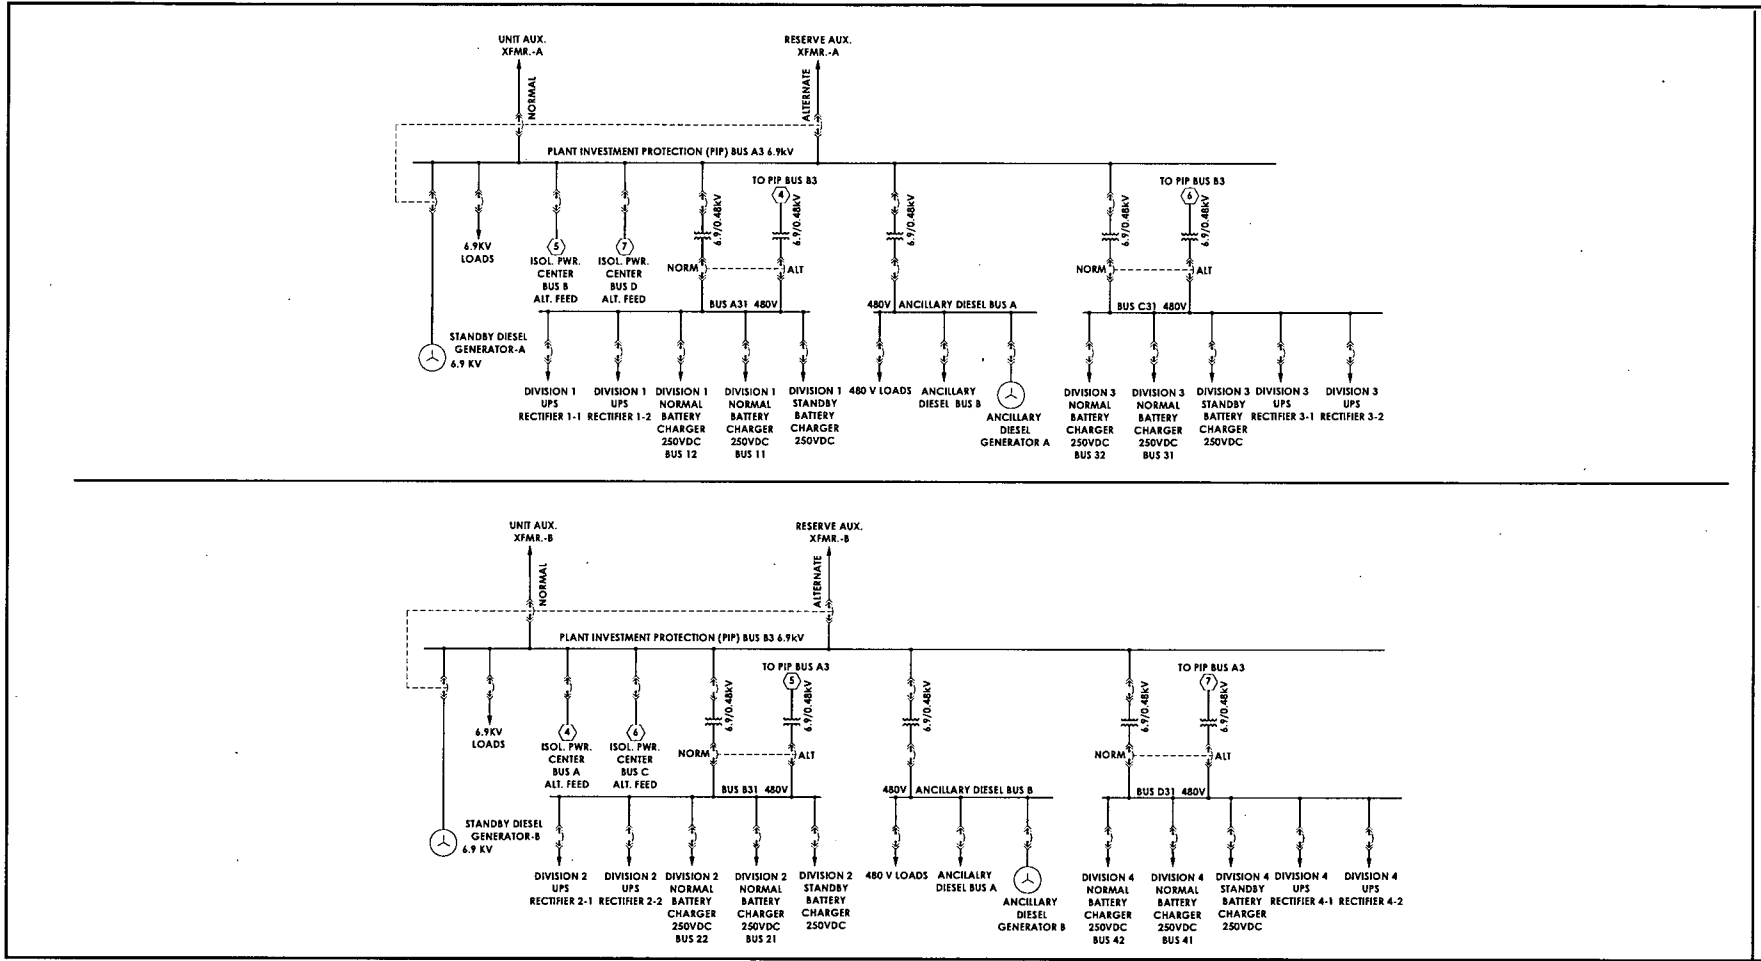 UNIT AUX.
XFMR.-A
RESERVE AUX.
XFMR.-A
NORMAL
ALTERNATE
PLANT INVESTMENT PROTECTION (PIP) BUS A3 6.9kV
TO PIP BUS B3
4
6.9/0.48kV
6.9/0.48kV
6.9/0.48kV
TO PIP BUS B3
6
6.9/0.48kV
6.9/0.48kV
6.9KV
LOADS
5
ISOL. PWR.
CENTER
BUS B
ALT. FEED
7
ISOL. PWR.
CENTER
BUS D
ALT. FEED
NORM
ALT
NORM
ALT
BUS A31 480V
480V ANCILLARY DIESEL BUS A
BUS C31 480V
STANDBY DIESEL
GENERATOR-A
6.9 KV
DIVISION 1
UPS
RECTIFIER 1-1
DIVISION 1
UPS
RECTIFIER 1-2
DIVISION 1
NORMAL
BATTERY
CHARGER
250VDC
BUS 12
DIVISION 1
NORMAL
BATTERY
CHARGER
250VDC
BUS 11
DIVISION 1
STANDBY
BATTERY
CHARGER
250VDC
480 V LOADS
ANCILLARY
DIESEL BUS B
ANCILLARY
DIESEL
GENERATOR A
DIVISION 3
NORMAL
BATTERY
CHARGER
250VDC
BUS 32
DIVISION 3
NORMAL
BATTERY
CHARGER
250VDC
BUS 31
DIVISION 3
STANDBY
BATTERY
CHARGER
250VDC
DIVISION 3
UPS
RECTIFIER 3-1
DIVISION 3
UPS
RECTIFIER 3-2
UNIT AUX.
XFMR.-B
RESERVE AUX.
XFMR.-B
NORMAL
ALTERNATE
PLANT INVESTMENT PROTECTION (PIP) BUS B3 6.9kV
TO PIP BUS A3
5
6.9/0.48kV
6.9/0.48kV
6.9/0.48kV
TO PIP BUS A3
7
6.9/0.48kV
6.9/0.48kV
6.9KV
LOADS
4
ISOL. PWR.
CENTER
BUS A
ALT. FEED
6
ISOL. PWR.
CENTER
BUS C
ALT. FEED
NORM
ALT
NORM
ALT
BUS B31 480V
480V ANCILLARY DIESEL BUS B
BUS D31 480V
STANDBY DIESEL
GENERATOR-B
6.9 KV
DIVISION 2
UPS
RECTIFIER 2-1
DIVISION 2
UPS
RECTIFIER 2-2
DIVISION 2
NORMAL
BATTERY
CHARGER
250VDC
BUS 22
DIVISION 2
NORMAL
BATTERY
CHARGER
250VDC
BUS 21
DIVISION 2
STANDBY
BATTERY
CHARGER
250VDC
480 V LOADS
ANCILALRY
DIESEL BUS A
ANCILLARY
DIESEL
GENERATOR B
DIVISION 4
NORMAL
BATTERY
CHARGER
250VDC
BUS 42
DIVISION 4
NORMAL
BATTERY
CHARGER
250VDC
BUS 41
DIVISION 4
STANDBY
BATTERY
CHARGER
250VDC
DIVISION 4
UPS
RECTIFIER 4-1
DIVISION 4
UPS
RECTIFIER 4-2